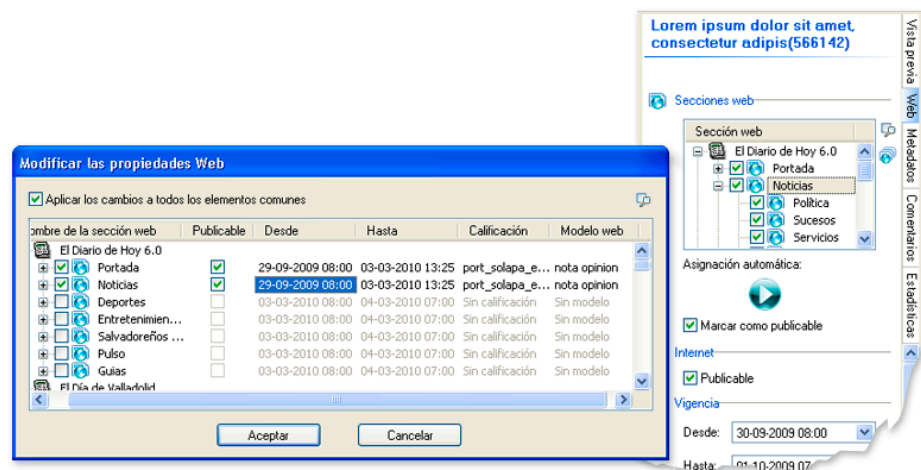 Lorem ipsum dolor sit amet,
consectetur adipis(566142)
Vista previa
Web
Metadatos
Comentarios
Estadísticas
Secciones web
Sección web
El Diario de Hoy 6.0
Portada
Noticias
Política
Sucesos
Servicios
Asignación automática:
Marcar como publicable
Internet
Publicable
Vigencia
Desde: 30-09-2009 08:00
Hasta: 01-10-2009 07
Modificar las propiedades Web
Aplicar los cambios a todos los elementos comunes
ombre de la sección web Publicable Desde Hasta Calificación Modelo web
El Diario de Hoy 6.0
Portada 29-09-2009 08:00 03-03-2010 13:25 port_solapa_e... nota opinion
Noticias 29-09-2009 08:00 03-03-2010 13:25 port_solapa_e... nota opinion
Deportes 03-03-2010 08:00 04-03-2010 07:00 Sin calificación Sin modelo
Entretenimien... 03-03-2010 08:00 04-03-2010 07:00 Sin calificación Sin modelo
Salvadoreños ... 03-03-2010 08:00 04-03-2010 07:00 Sin calificación Sin modelo
Pulso 03-03-2010 08:00 04-03-2010 07:00 Sin calificación Sin modelo
Guias 03-03-2010 08:00 04-03-2010 07:00 Sin calificación Sin modelo
El Día de Valladolid
Aceptar Cancelar